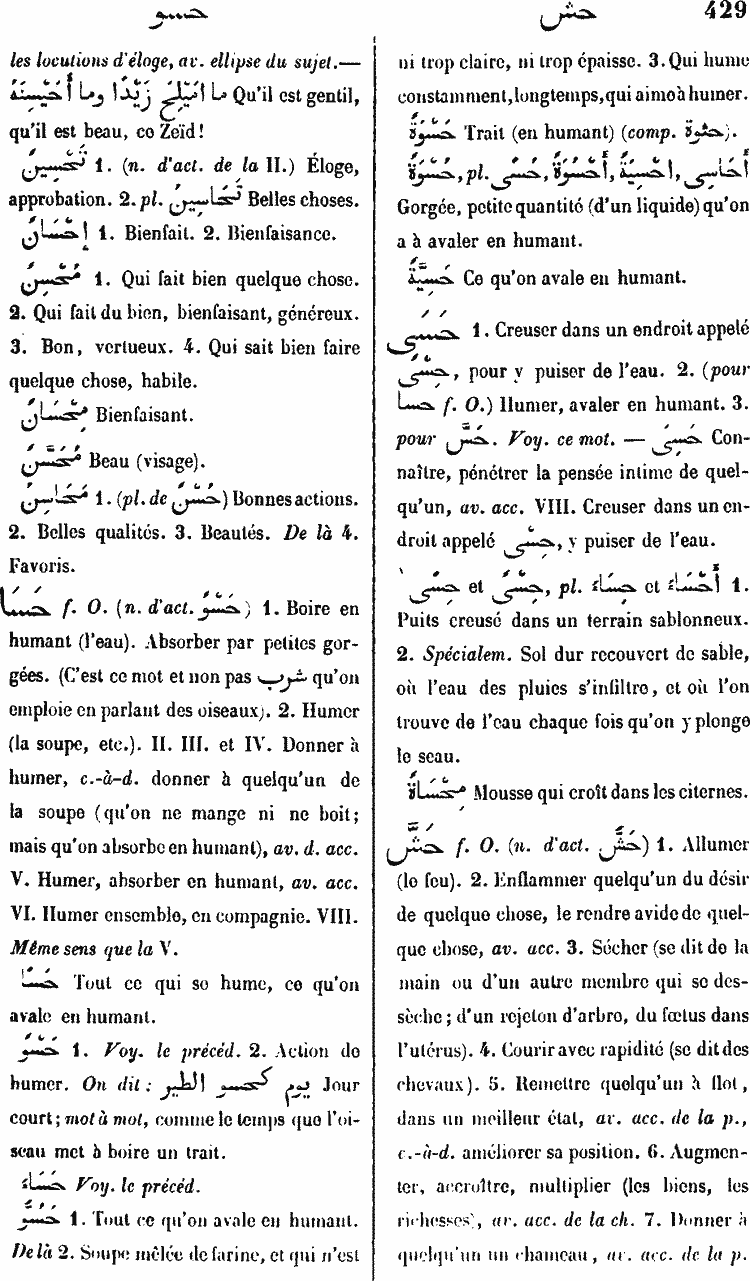 حسو
حش
429
les locutions d'éloge, av. ellipse du sujet.—
مَا امَيْلِحَ زَيْدًا وما أُحَيْسِنَهُ Qu'il est gentil,
qu'il est beau, ce Zeïd!
تَحْسِينٌ 1. (n. d'act. de la II.) Éloge,
approbation. 2. pl. تَحَاسِينُ Belles choses.
إِحْسَانٌ 1. Bienfait. 2. Bienfaisance.
مُحْسِنٌ 1. Qui fait bien quelque chose.
2. Qui fait du bien, bienfaisant, généreux.
3. Bon, vertueux. 4. Qui sait bien faire
quelque chose, habile.
مِحْسَانٌ Bienfaisant.
مُحَسَّنٌ Beau (visage).
مَحَاسِنُ 1. (pl. de حُسْنٌ) Bonnes actions.
2. Belles qualités. 3. Beautés. De là 4.
Favoris.
حَسَا f. O. (n. d'act. حَسْوٌ) 1. Boire en
humant (l'eau). Absorber par petites gor-
gées. (C'est ce mot et non pas شرب qu'on
emploie en parlant des oiseaux). 2. Humer
(la soupe, etc.). II. III. et IV. Donner à
humer, c.-à-d. donner à quelqu'un de
la soupe (qu'on ne mange ni ne boit;
mais qu'on absorbe en humant), av. d. acc.
V. Humer, absorber en humant, av. acc.
VI. Humer ensemble, en compagnie. VIII.
Même sens que la V.
حَسًا Tout ce qui se hume, ce qu'on
avale en humant.
حَسْوٌ 1. Voy. le précéd. 2. Action de
humer. On dit: يوم كحسو الطير Jour
court; mot à mot, comme le temps que l'oi-
seau met à boire un trait.
حَسَاءٌ Voy. le précéd.
حَسُوٌّ 1. Tout ce qu'on avale en humant.
De là 2. Soupe mêlée de farine, et qui n'est
ni trop claire, ni trop épaisse. 3. Qui hume
constamment, longtemps, qui aime à humer.
حَسْوَةٌ Trait (en humant) (comp. حثوة).
حُسْوَةٌ, pl. حُسًى, أَحْسُوَةٌ, احْسِيَةٌ, أَحَاسِي
Gorgée, petite quantité (d'un liquide) qu'on
a à avaler en humant.
حَسِيَّةٌ Ce qu'on avale en humant.
حَسَى 1. Creuser dans un endroit appelé
حِسْىٌ, pour y puiser de l'eau. 2. (pour
حسا f. O.) Humer, avaler en humant. 3.
pour حَسَّ. Voy. ce mot. — حَسِىَ Con-
naître, pénétrer la pensée intime de quel-
qu'un, av. acc. VIII. Creuser dans un en-
droit appelé حِسْى, y puiser de l'eau.
حِسْىٌ et حَسْىٌ, pl. حِسَاءٌ et أَحْسَاءٌ 1.
Puits creusé dans un terrain sablonneux.
2. Spécialem. Sol dur recouvert de sable,
où l'eau des pluies s'infiltre, et où l'on
trouve de l'eau chaque fois qu'on y plonge
le seau.
مِحْسَاةٌ Mousse qui croît dans les citernes.
حَشَّ f. O. (n. d'act. حَشٌّ) 1. Allumer
(le feu). 2. Enflammer quelqu'un du désir
de quelque chose, le rendre avide de quel-
que chose, av. acc. 3. Sécher (se dit de la
main ou d'un autre membre qui se des-
sèche; d'un rejeton d'arbre, du fœtus dans
l'utérus). 4. Courir avec rapidité (se dit des
chevaux). 5. Remettre quelqu'un à flot,
dans un meilleur état, av. acc. de la p.,
c.-à-d. améliorer sa position. 6. Augmen-
ter, accroître, multiplier (les biens, les
richesses), av. acc. de la ch. 7. Donner à
quelqu'un un chameau, av. acc. de la p.